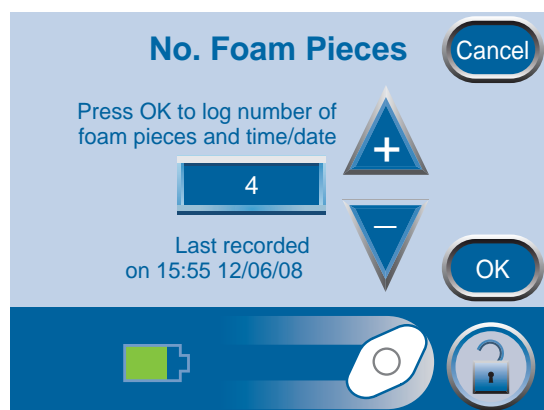 No. Foam Pieces
Cancel
Press OK to log number of
foam pieces and time/date
+
4
–
Last recorded
on 15:55 12/06/08
OK